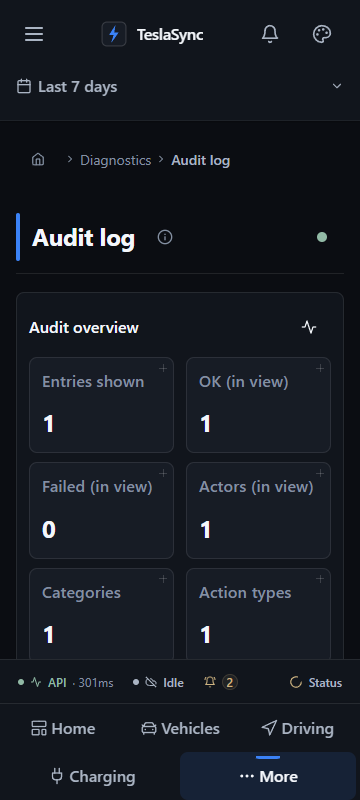 TeslaSync
Last 7 days
Diagnostics Audit log
Audit log
Audit overview
Entries shown
1
OK (in view)
1
Failed (in view)
0
Actors (in view)
1
Categories
1
Action types
1
API · 301ms Idle 2 Status
Home Vehicles Driving
Charging More